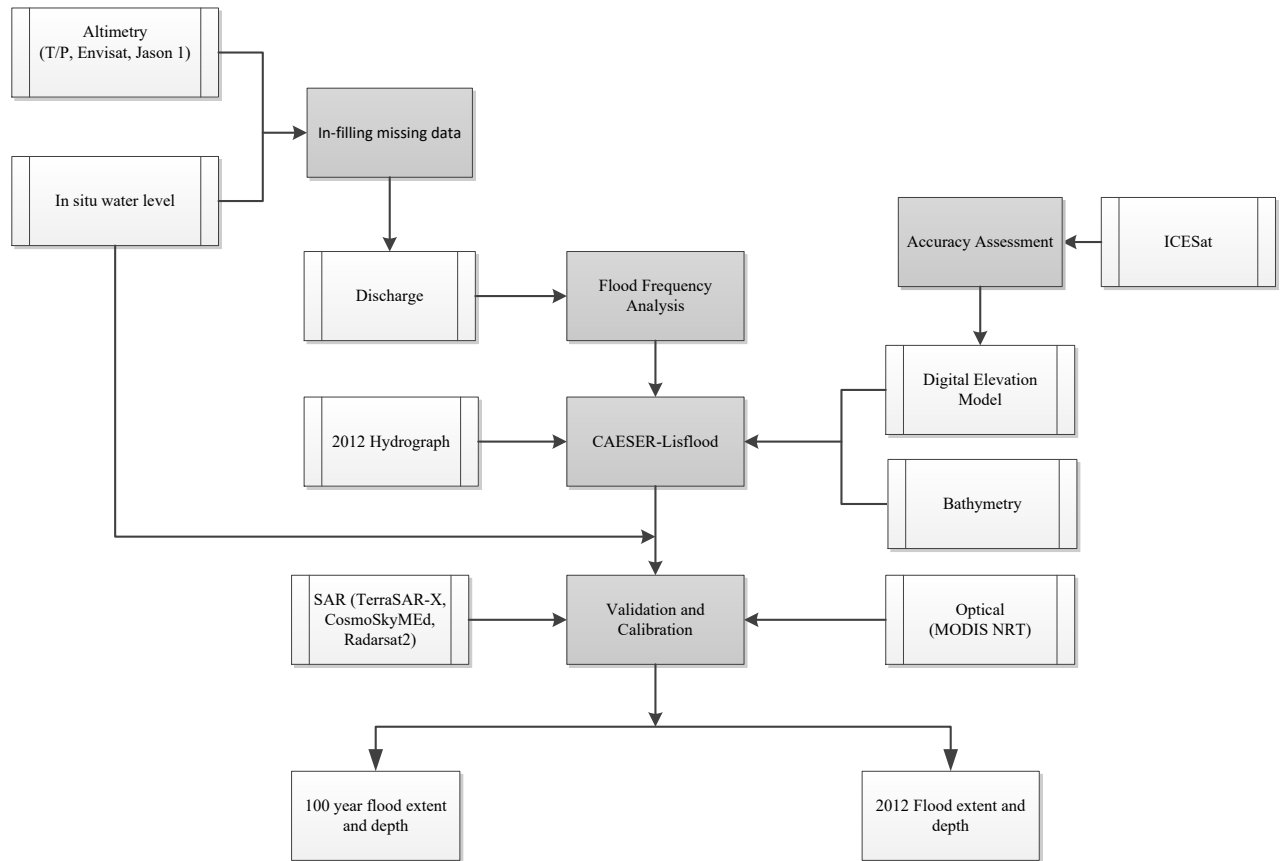 Altimetry
(T/P, Envisat, Jason 1)
In-filling missing data
In situ water level
Accuracy Assessment
ICESat
Discharge
Flood Frequency
Analysis
Digital Elevation
Model
2012 Hydrograph
CAESER-Lisflood
Bathymetry
SAR (TerraSAR-X,
CosmoSkyMEd,
Radarsat2)
Validation and
Calibration
Optical
(MODIS NRT)
100 year flood extent
and depth
2012 Flood extent and
depth